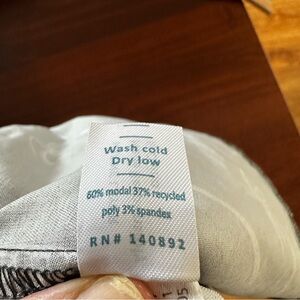 Wash cold
Dry low
60% modal 37% recycled
poly 3% spandex
RN# 140892